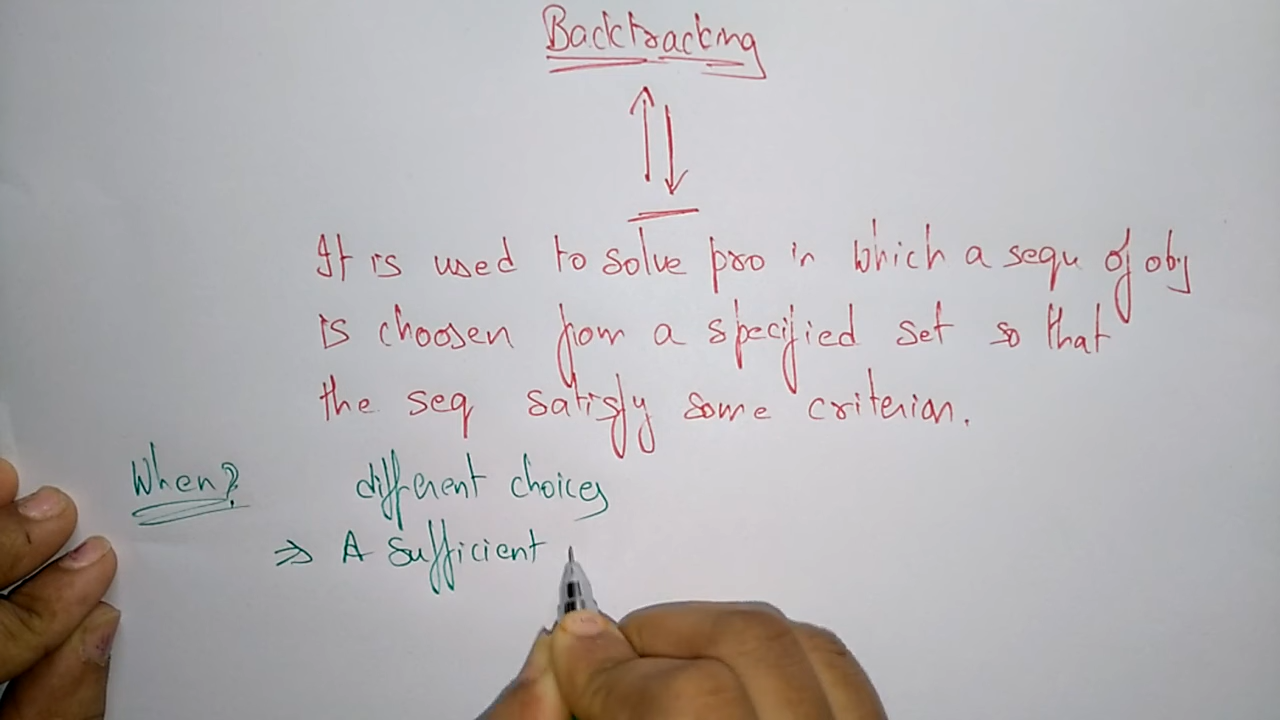 Backtracking
It is used to solve pro in which a sequ of obj
is choosen from a specified set so that
the seq satisfy some criterian.
When? different choices
⇒ A sufficient